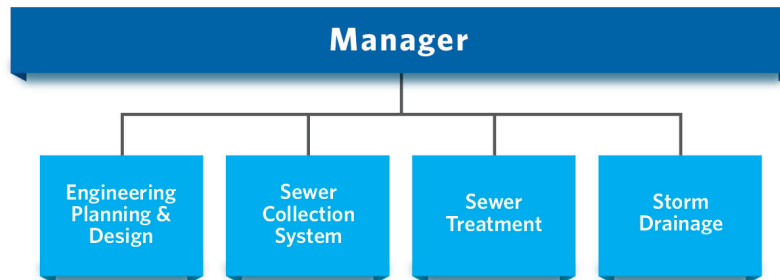 Manager
Engineering
Planning &
Design
Sewer
Collection
System
Sewer
Treatment
Storm
Drainage